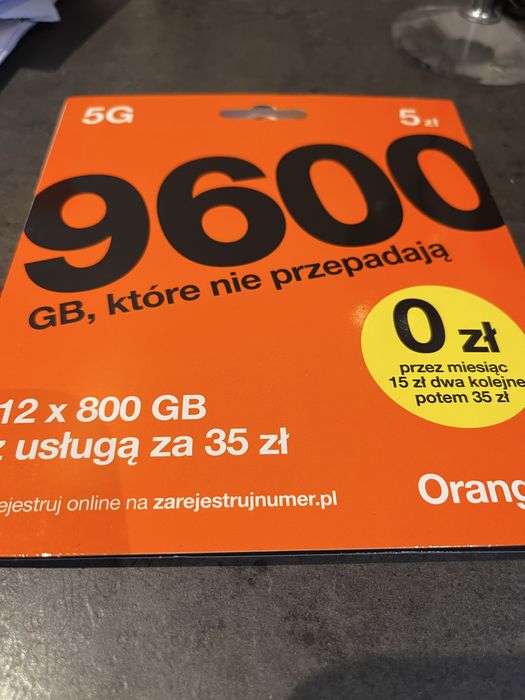 5G
5 zł
9600
GB, które nie przepadają
0 zł
przez miesiąc
15 zł dwa kolejne
potem 35 zł
12 x 800 GB
z usługą za 35 zł
ejestruj online na zarejestrujnumer.pl
Orang